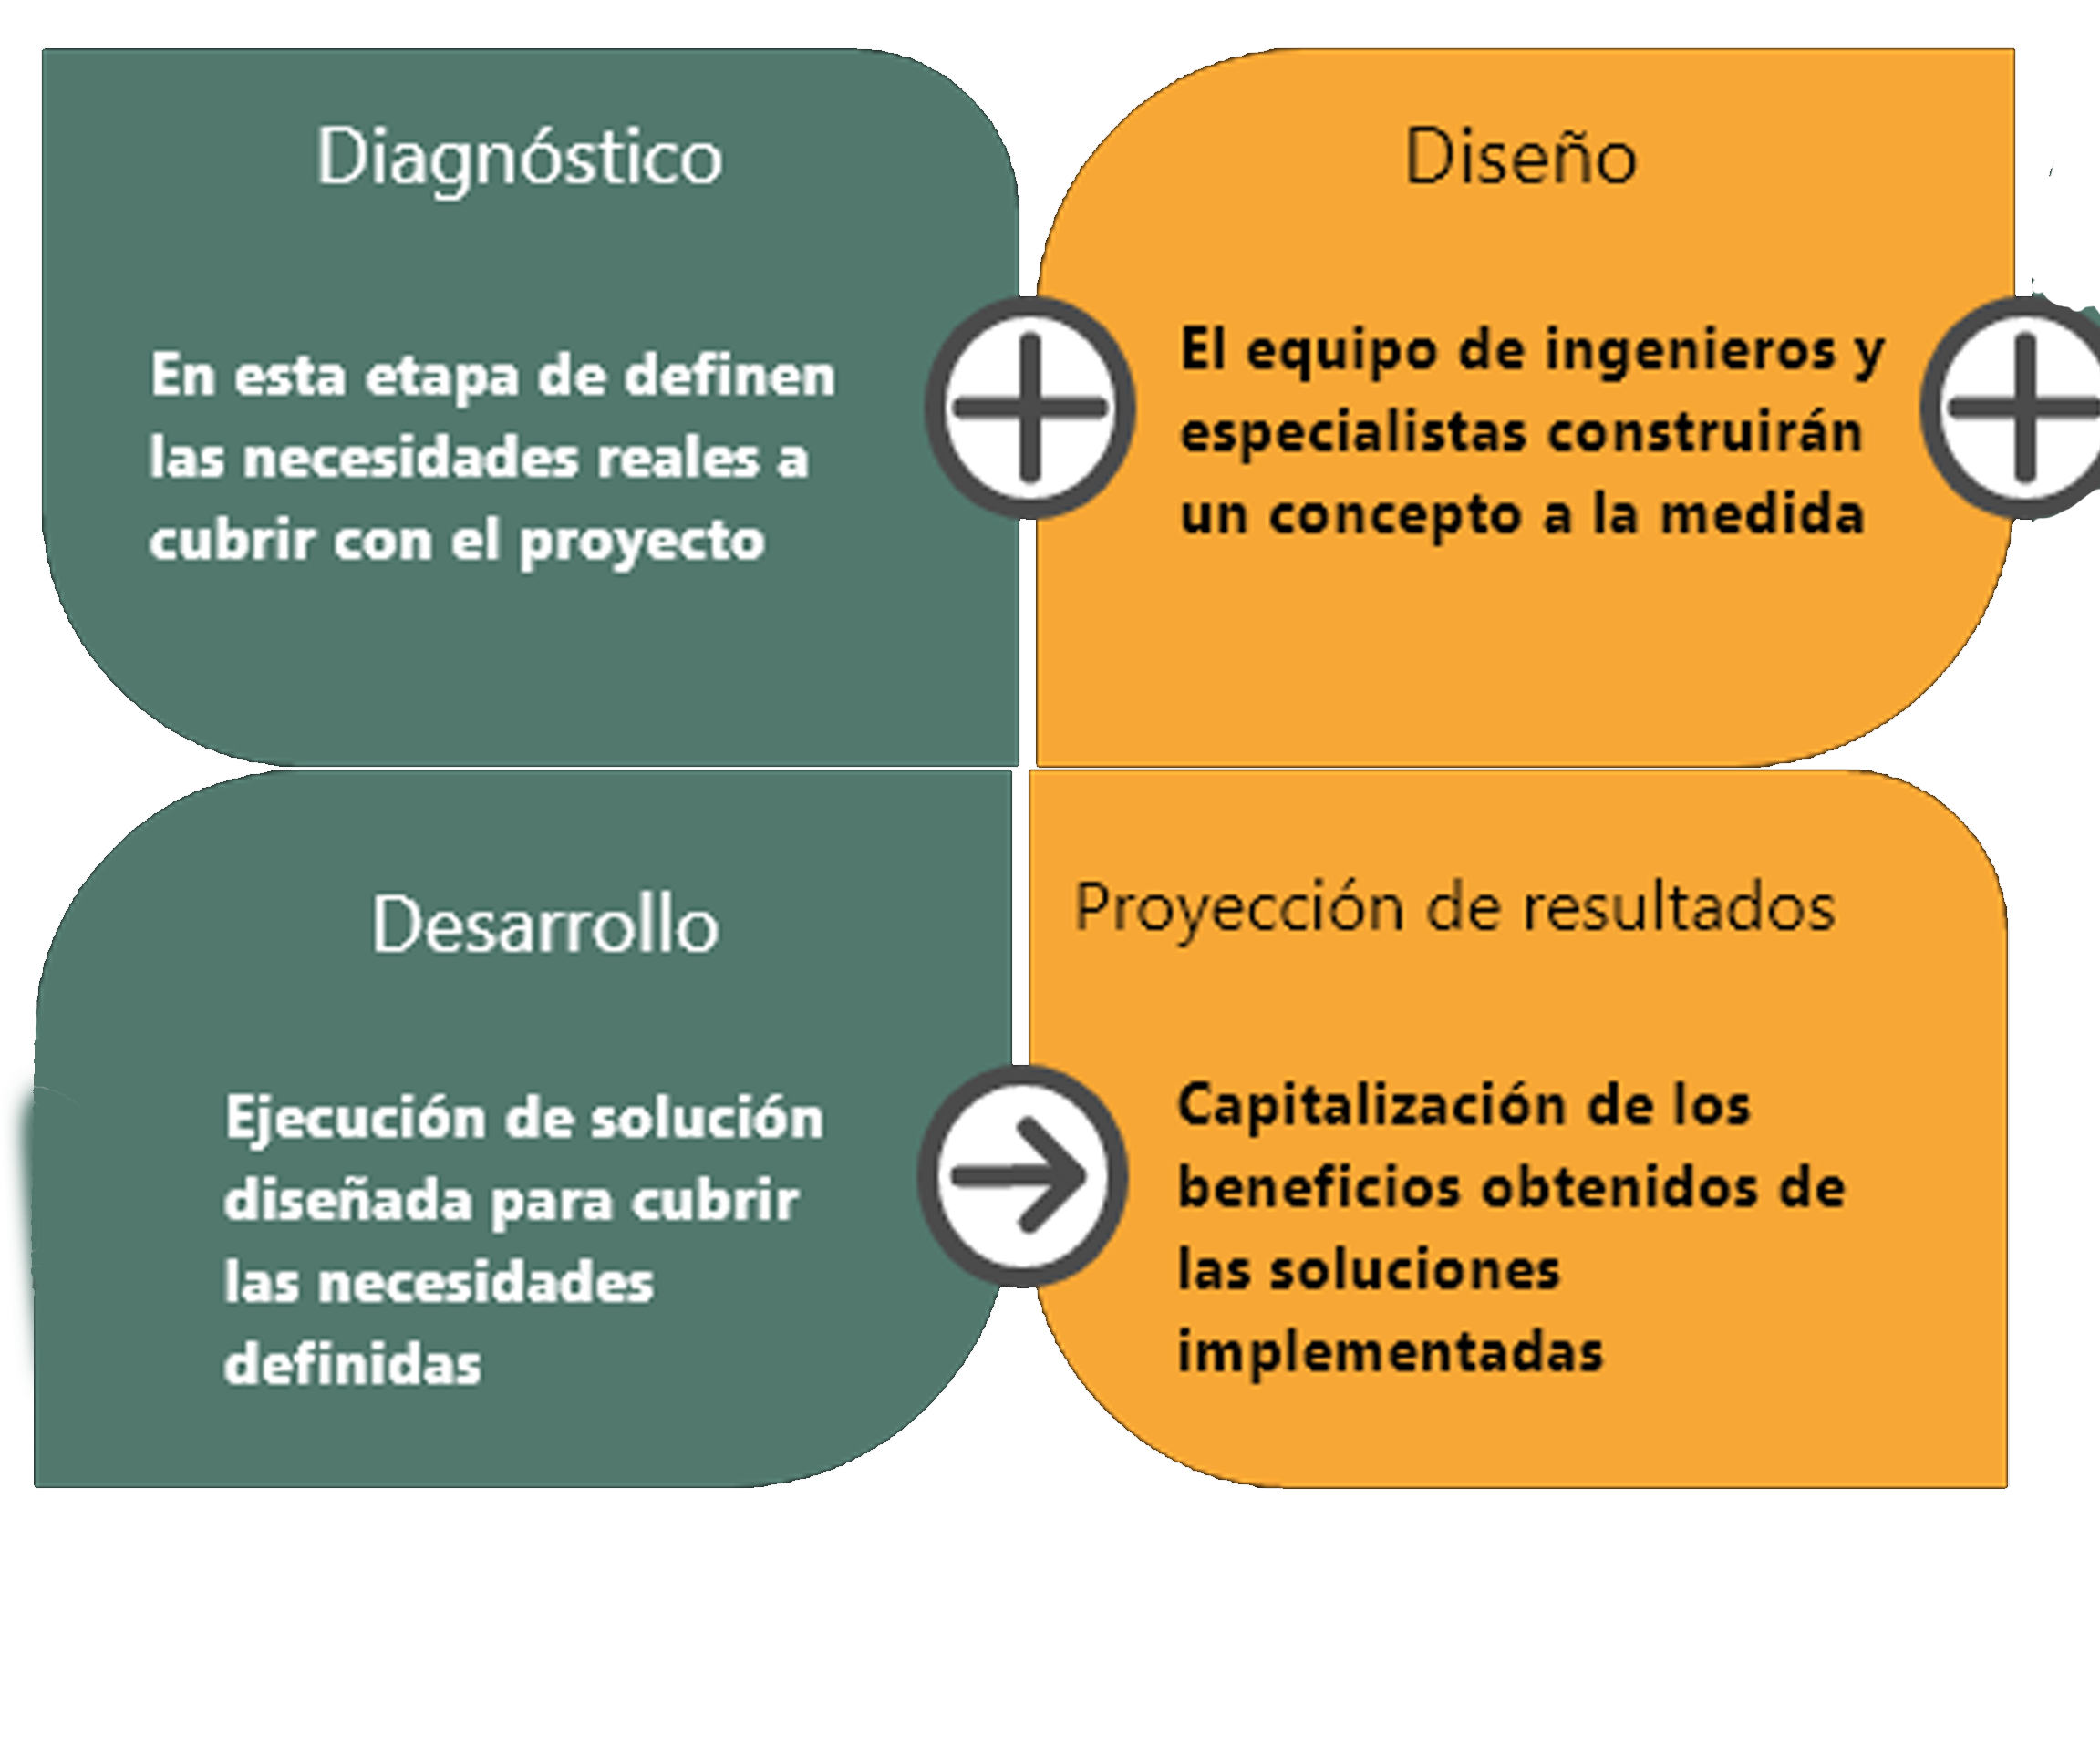 Diagnóstico
En esta etapa de definen
las necesidades reales a
cubrir con el proyecto
Diseño
El equipo de ingenieros y
especialistas construirán
un concepto a la medida
Desarrollo
Ejecución de solución
diseñada para cubrir
las necesidades
definidas
Proyección de resultados
Capitalización de los
beneficios obtenidos de
las soluciones
implementadas